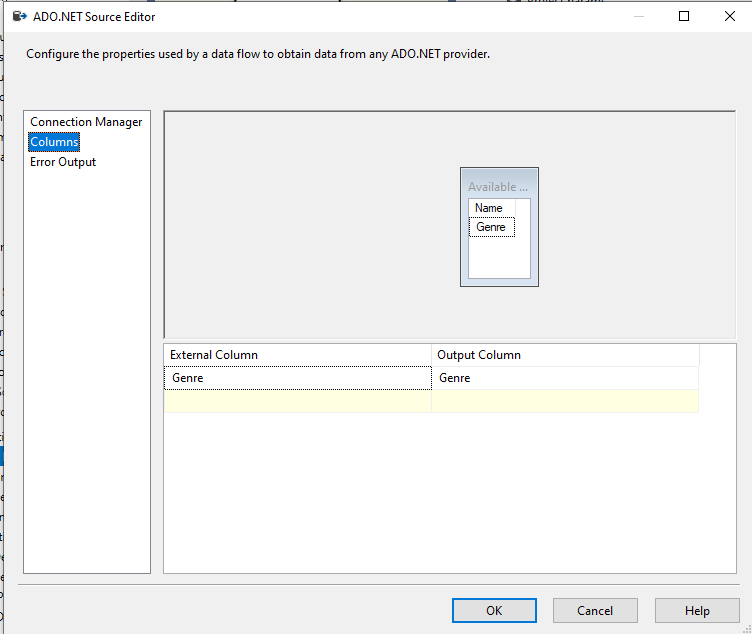 ADO.NET Source Editor
Configure the properties used by a data flow to obtain data from any ADO.NET provider.
Connection Manager
Columns
Error Output
Available ...
Name
Genre
External Column Output Column
Genre Genre
OK Cancel Help